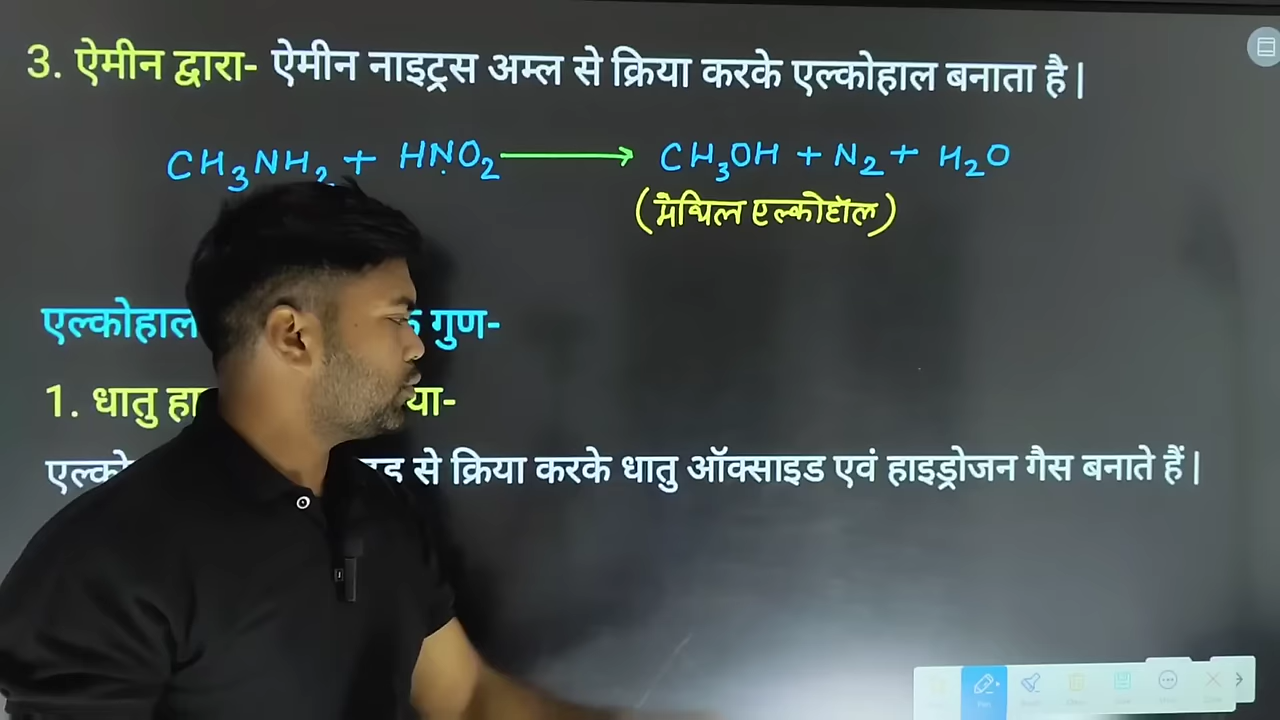 3. ऐमीन द्वारा- ऐमीन नाइट्रस अम्ल से क्रिया करके एल्कोहाल बनाता है|
CH₃NH₂ + HNO₂ ⟶ CH₃OH + N₂ + H₂O
(मेथिल एल्कोहॉल)
एल्कोहाल गुण-
1. धातु
से क्रिया करके धातु ऑक्साइड एवं हाइड्रोजन गैस बनाते हैं|